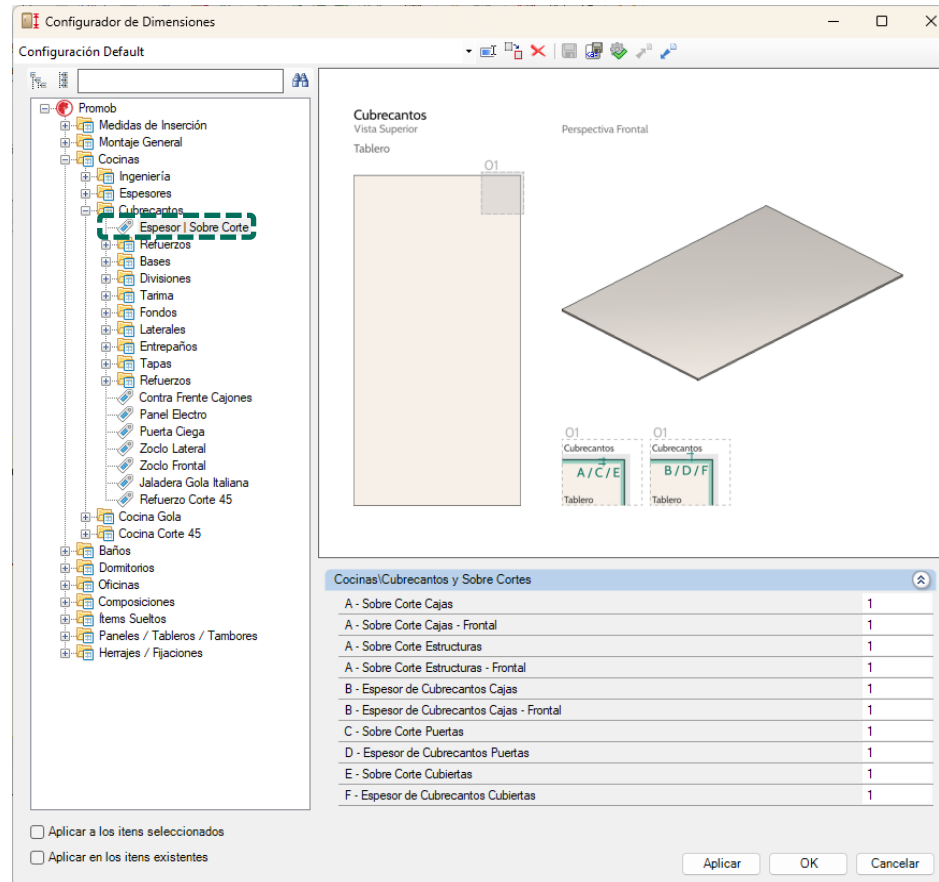 Configurador de Dimensiones
Configuración Default
Promob
Medidas de Inserción
Montaje General
Cocinas
Ingeniería
Espesores
Cubrecantos
Espesor | Sobre Corte
Refuerzos
Bases
Divisiones
Tarima
Fondos
Laterales
Entrepaños
Tapas
Refuerzos
Contra Frente Cajones
Panel Electro
Puerta Ciega
Zoclo Lateral
Zoclo Frontal
Jaladera Gola Italiana
Refuerzo Corte 45
Cocina Gola
Cocina Corte 45
Baños
Dormitorios
Oficinas
Composiciones
Ítems Sueltos
Paneles / Tableros / Tambores
Herrajes / Fijaciones
Aplicar a los itens seleccionados
Aplicar en los itens existentes
Cubrecantos
Vista Superior
Perspectiva Frontal
Tablero
01
01
01
Cubrecantos
Cubrecantos
A/C/E
B/D/F
Tablero
Tablero
Cocinas\Cubrecantos y Sobre Cortes
A - Sobre Corte Cajas 1
A - Sobre Corte Cajas - Frontal 1
A - Sobre Corte Estructuras 1
A - Sobre Corte Estructuras - Frontal 1
B - Espesor de Cubrecantos Cajas 1
B - Espesor de Cubrecantos Cajas - Frontal 1
C - Sobre Corte Puertas 1
D - Espesor de Cubrecantos Puertas 1
E - Sobre Corte Cubiertas 1
F - Espesor de Cubrecantos Cubiertas 1
Aplicar
OK
Cancelar